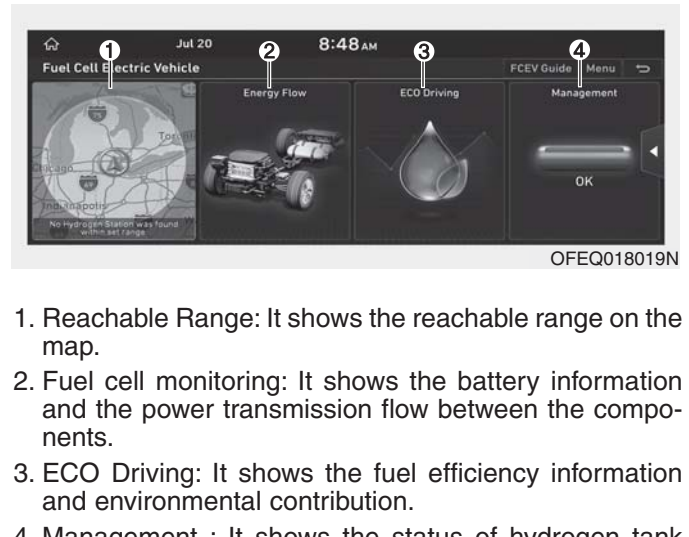 1 2 3 4
Jul 20 8:48 AM
Fuel Cell Electric Vehicle FCEV Guide Menu
Energy Flow ECO Driving Management
75
Toronto
Chicago
69
Indianapolis
OK
No Hydrogen Station was found
within set range
OFEQ018019N
1. Reachable Range: It shows the reachable range on the
map.
2. Fuel cell monitoring: It shows the battery information
and the power transmission flow between the compo-
nents.
3. ECO Driving: It shows the fuel efficiency information
and environmental contribution.
4. Management : It shows the status of hydrogen tank